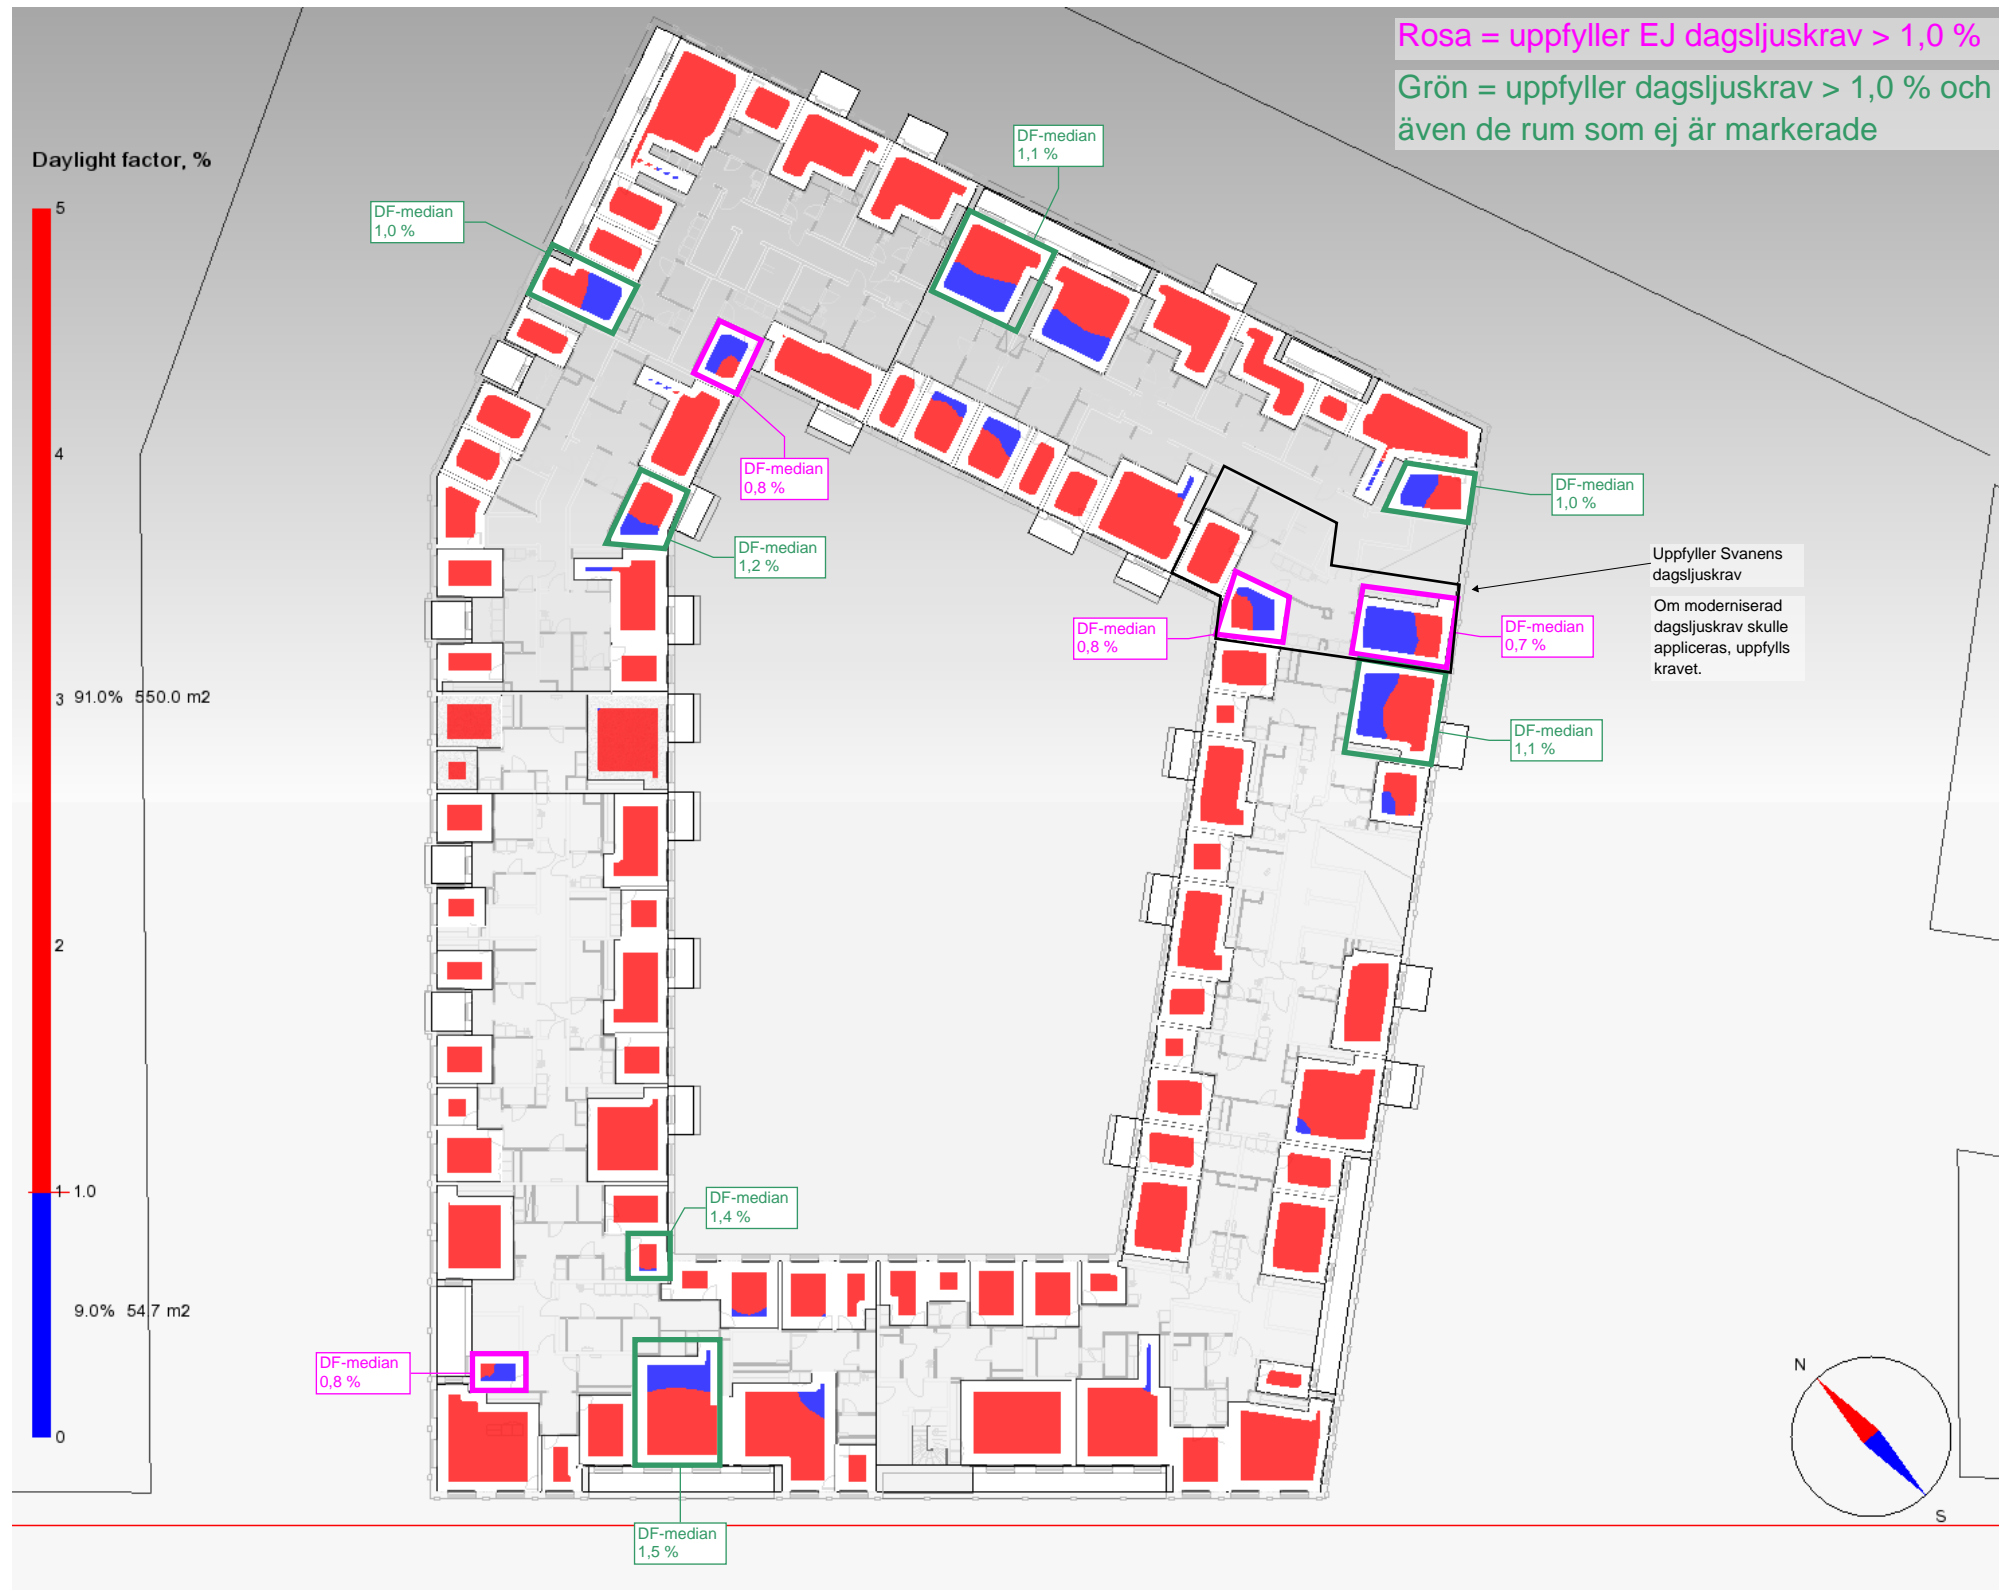 Rosa = uppfyller EJ dagsljuskrav > 1,0 %
Grön = uppfyller dagsljuskrav > 1,0 % och
även de rum som ej är markerade
Daylight factor, %
5
4
3
91.0% 550.0 m2
2
1
1.0
9.0% 54.7 m2
0
DF-median
1,1 %
DF-median
1,0 %
DF-median
0,8 %
DF-median
1,2 %
DF-median
1,0 %
Uppfyller Svanens
dagsljuskrav
Om moderniserad
dagsljuskrav skulle
appliceras, uppfylls
kravet.
DF-median
0,8 %
DF-median
0,7 %
DF-median
1,1 %
DF-median
1,4 %
DF-median
0,8 %
DF-median
1,5 %
N
S